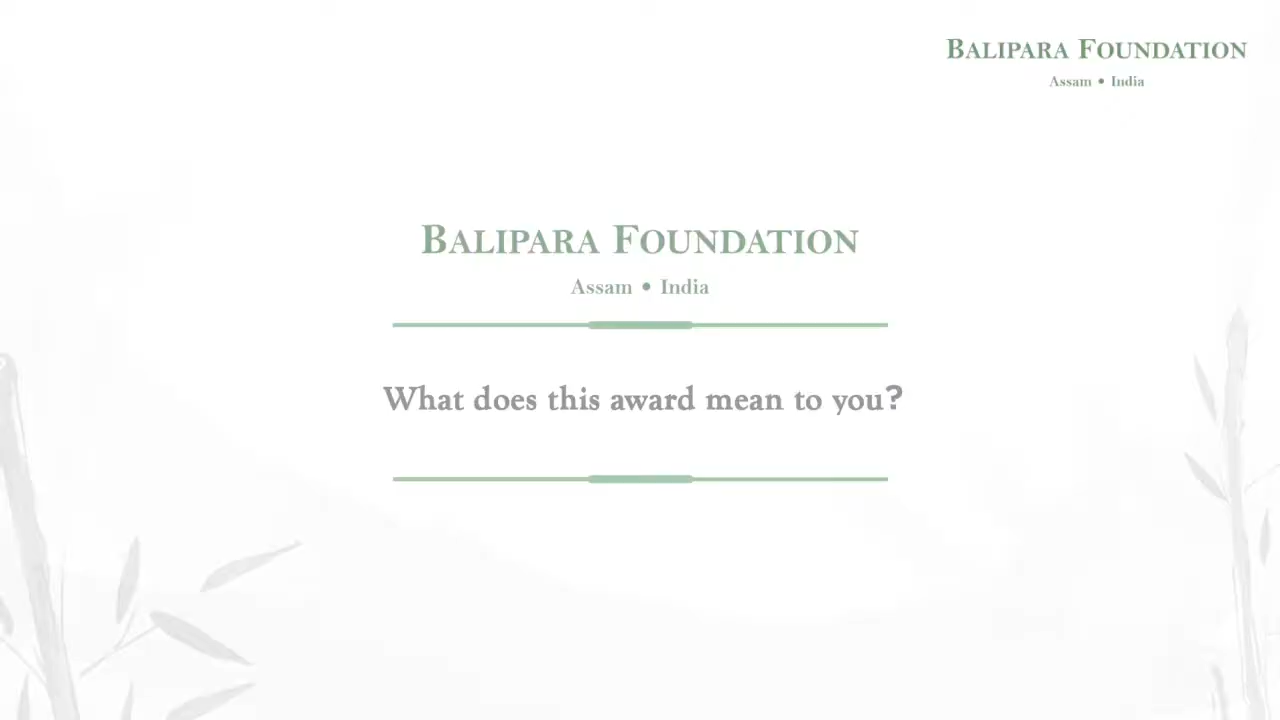 BALIPARA FOUNDATION
Assam • India
BALIPARA FOUNDATION
Assam • India
What does this award mean to you?